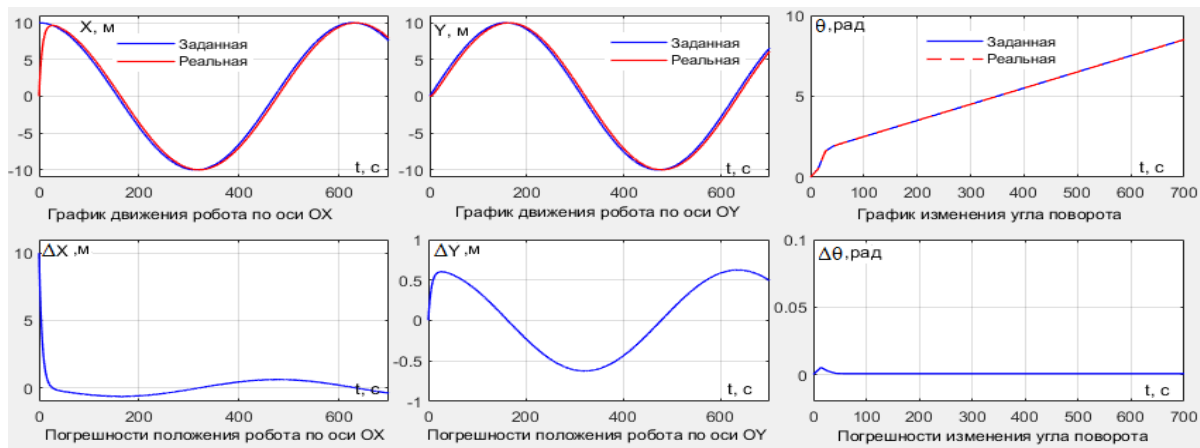 X, м
Заданная
Реальная
10
5
0
-5
-10
t, с
0 200 400 600
График движения робота по оси OX
Y, м
Заданная
Реальная
10
5
0
-5
-10
t, с
0 200 400 600
График движения робота по оси OY
θ,рад
Заданная
Реальная
10
5
0
t, с
0 100 200 300 400 500 600 700
График изменения угла поворота
ΔX ,м
10
5
0
t, с
0 200 400 600
Погрешности положения робота по оси OX
ΔY ,м
1
0.5
0
-0.5
-1
t, с
0 200 400 600
Погрешности положения робота по оси OY
Δθ,рад
0.1
0.05
0
t, с
0 100 200 300 400 500 600 700
Погрешности изменения угла поворота